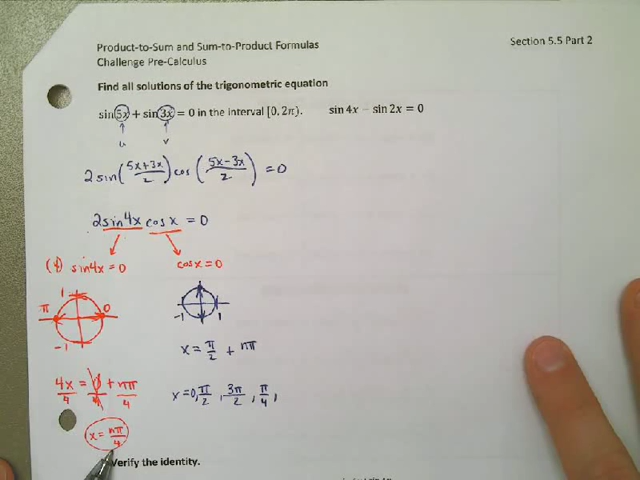 Product-to-Sum and Sum-to-Product Formulas
Section 5.5 Part 2
Challenge Pre-Calculus
Find all solutions of the trigonometric equation
sin 5x + sin 3x = 0 in the interval [0, 2π).
sin 4x − sin 2x = 0
u v
2 sin(5x+3x/2) cos(5x−3x/2) = 0
2 sin 4x cos x = 0
(4) sin 4x = 0
cos x = 0
π 1 0
-1
-1 1
x = π/2 + nπ
4x/4 = 0/4 + nπ/4
x = 0, π/2, 3π/2, π/4,
x = nπ/4
Verify the identity.